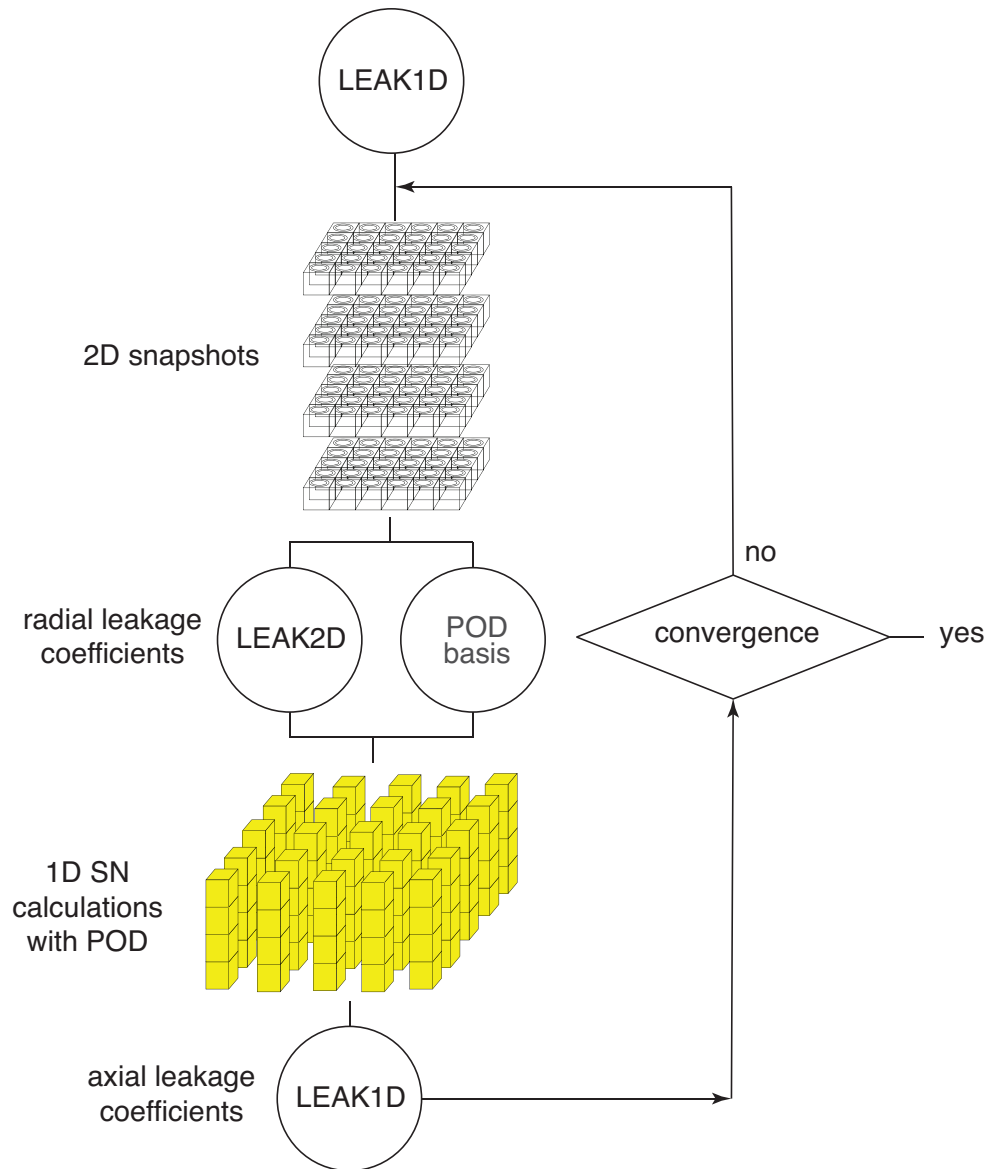 LEAK1D
2D snapshots
no
radial leakage
coefficients
LEAK2D
POD
basis
convergence
yes
1D SN
calculations
with POD
axial leakage
coefficients
LEAK1D